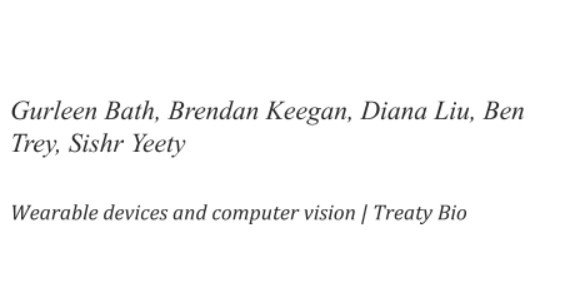 Gurleen Bath, Brendan Keegan, Diana Liu, Ben
Trey, Sishr Yeety
Wearable devices and computer vision | Treaty Bio